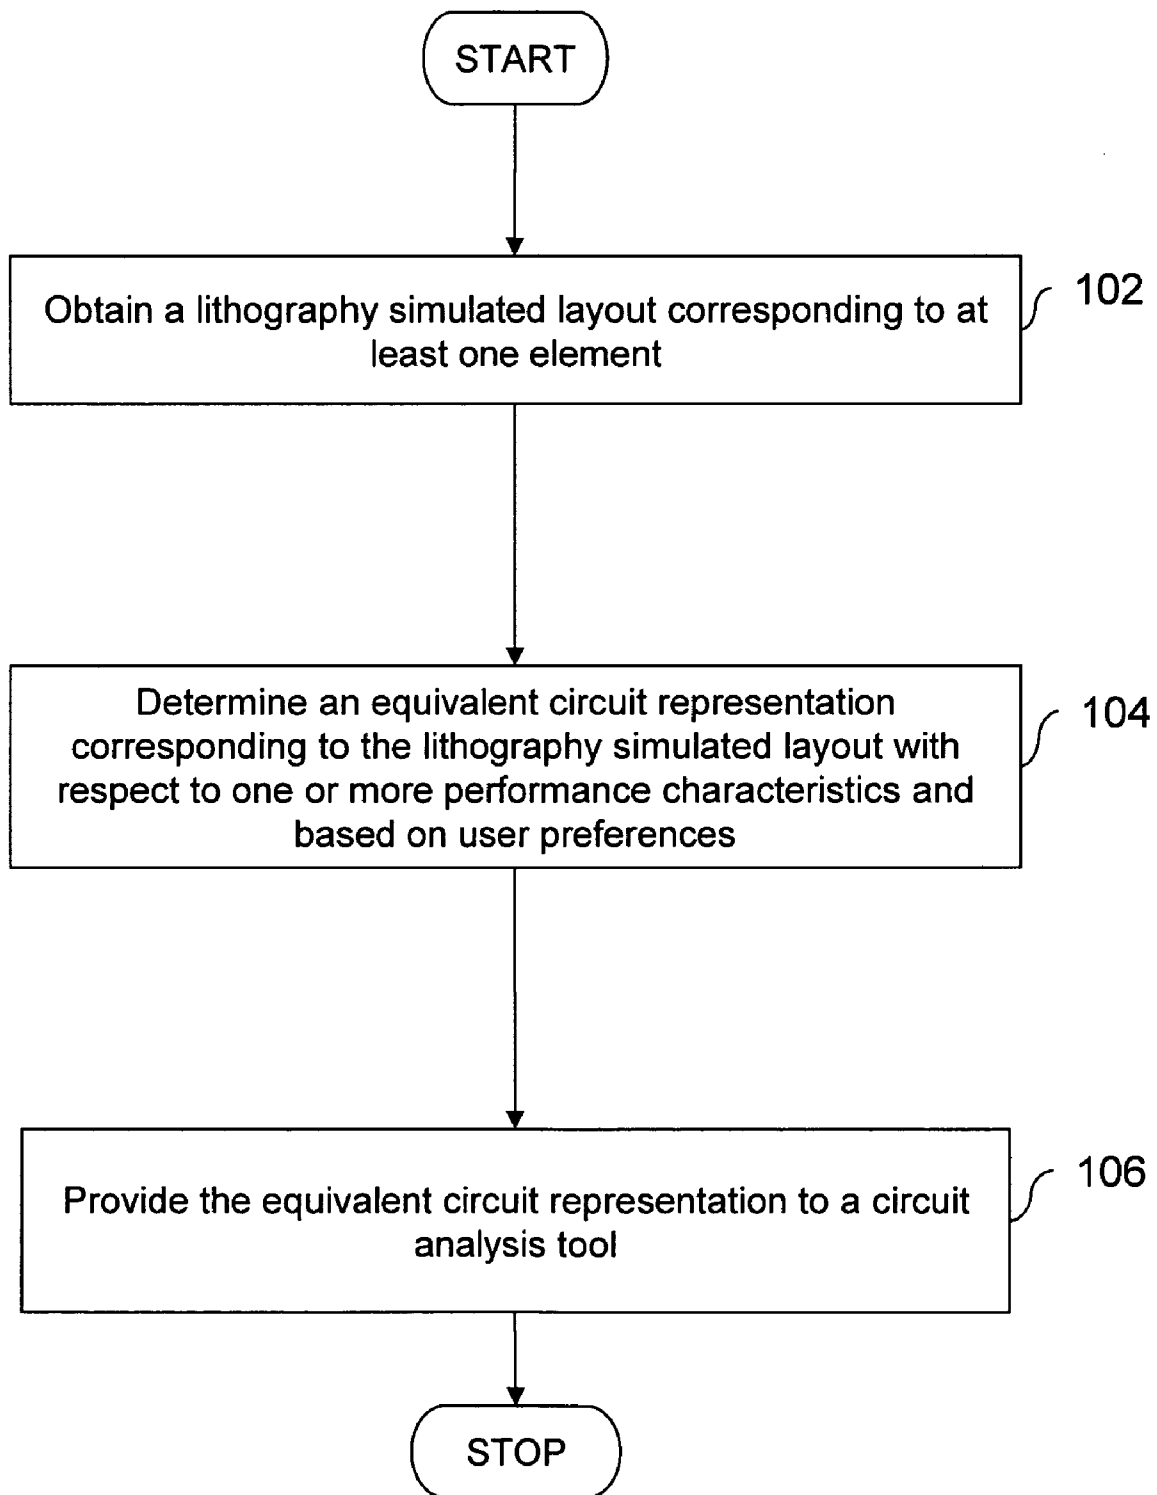 START
Obtain a lithography simulated layout corresponding to at
least one element
102
Determine an equivalent circuit representation
corresponding to the lithography simulated layout with
respect to one or more performance characteristics and
based on user preferences
104
Provide the equivalent circuit representation to a circuit
analysis tool
106
STOP